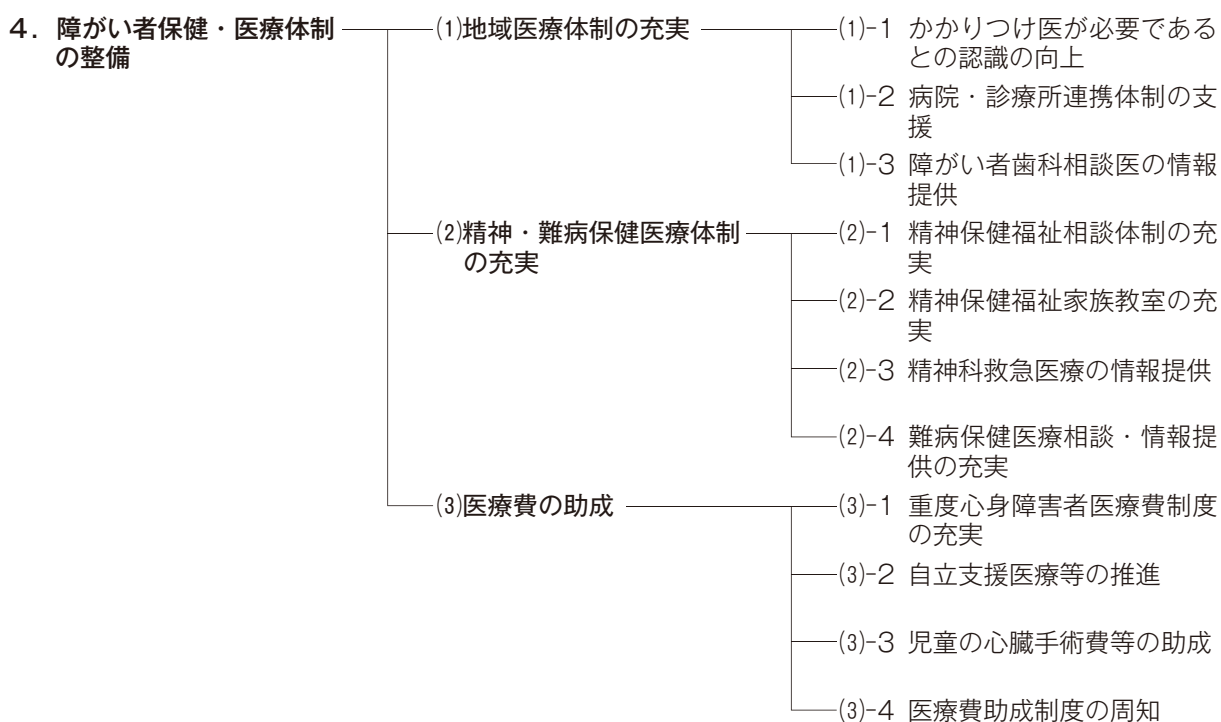 4．障がい者保健・医療体制
の整備
⑴地域医療体制の充実
⑴-1 かかりつけ医が必要である
との認識の向上
⑴-2 病院・診療所連携体制の支
援
⑴-3 障がい者歯科相談医の情報
提供
⑵精神・難病保健医療体制
の充実
⑵-1 精神保健福祉相談体制の充
実
⑵-2 精神保健福祉家族教室の充
実
⑵-3 精神科救急医療の情報提供
⑵-4 難病保健医療相談・情報提
供の充実
⑶医療費の助成
⑶-1 重度心身障害者医療費制度
の充実
⑶-2 自立支援医療等の推進
⑶-3 児童の心臓手術費等の助成
⑶-4 医療費助成制度の周知